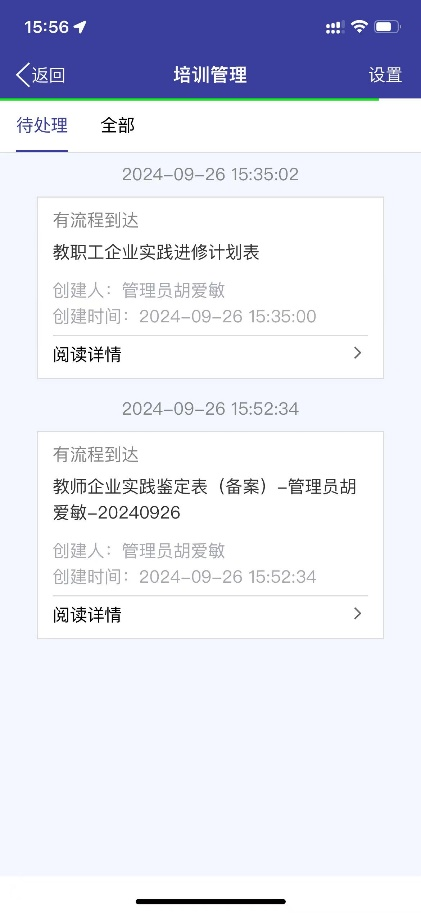 15:56
返回
培训管理
设置
待处理
全部
2024-09-26 15:35:02
有流程到达
教职工企业实践进修计划表
创建人：管理员胡爱敏
创建时间：2024-09-26 15:35:00
阅读详情
2024-09-26 15:52:34
有流程到达
教师企业实践鉴定表（备案）-管理员胡
爱敏-20240926
创建人：管理员胡爱敏
创建时间：2024-09-26 15:52:34
阅读详情